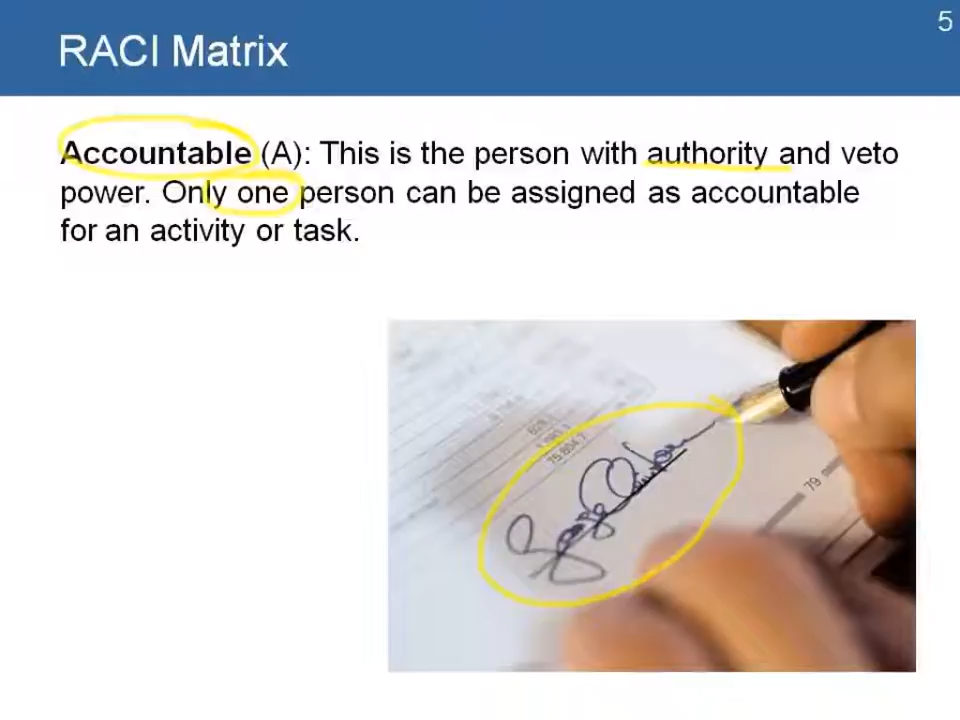 5
RACI Matrix
Accountable (A): This is the person with authority and veto
power. Only one person can be assigned as accountable
for an activity or task.
79